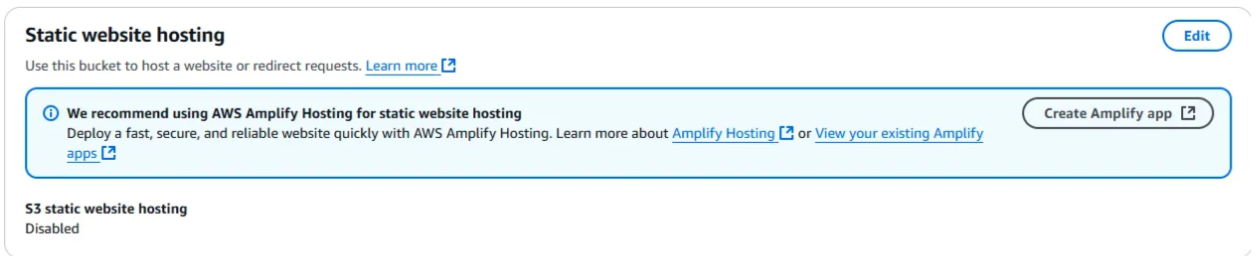 Static website hosting
Edit
Use this bucket to host a website or redirect requests. Learn more
We recommend using AWS Amplify Hosting for static website hosting
Create Amplify app
Deploy a fast, secure, and reliable website quickly with AWS Amplify Hosting. Learn more about Amplify Hosting or View your existing Amplify
apps
S3 static website hosting
Disabled